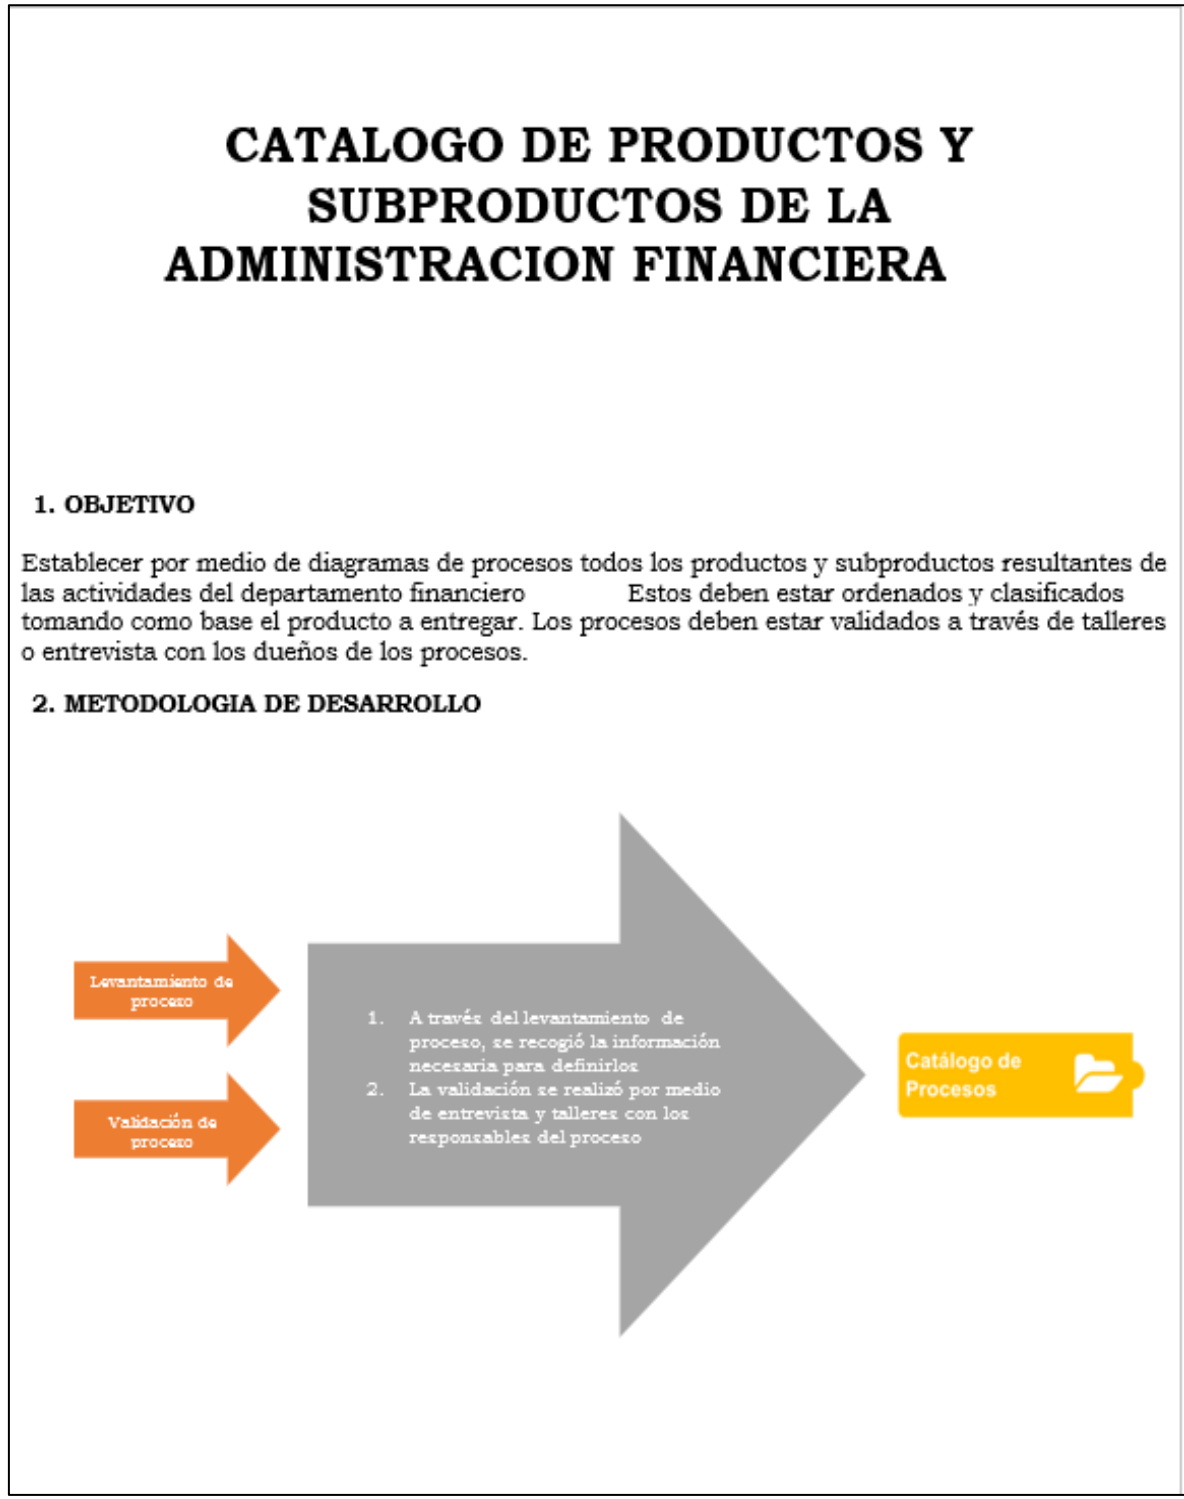 CATALOGO DE PRODUCTOS Y
SUBPRODUCTOS DE LA
ADMINISTRACION FINANCIERA
1. OBJETIVO
Establecer por medio de diagramas de procesos todos los productos y subproductos resultantes de
las actividades del departamento financiero Estos deben estar ordenados y clasificados
tomando como base el producto a entregar. Los procesos deben estar validados a través de talleres
o entrevista con los dueños de los procesos.
2. METODOLOGIA DE DESARROLLO
Levantamiento de
proceso
Validación de
proceso
1. A través del levantamiento de
proceso, se recogió la información
necesaria para definirlos
2. La validación se realizó por medio
de entrevista y talleres con los
responsables del proceso
Catálogo de
Procesos